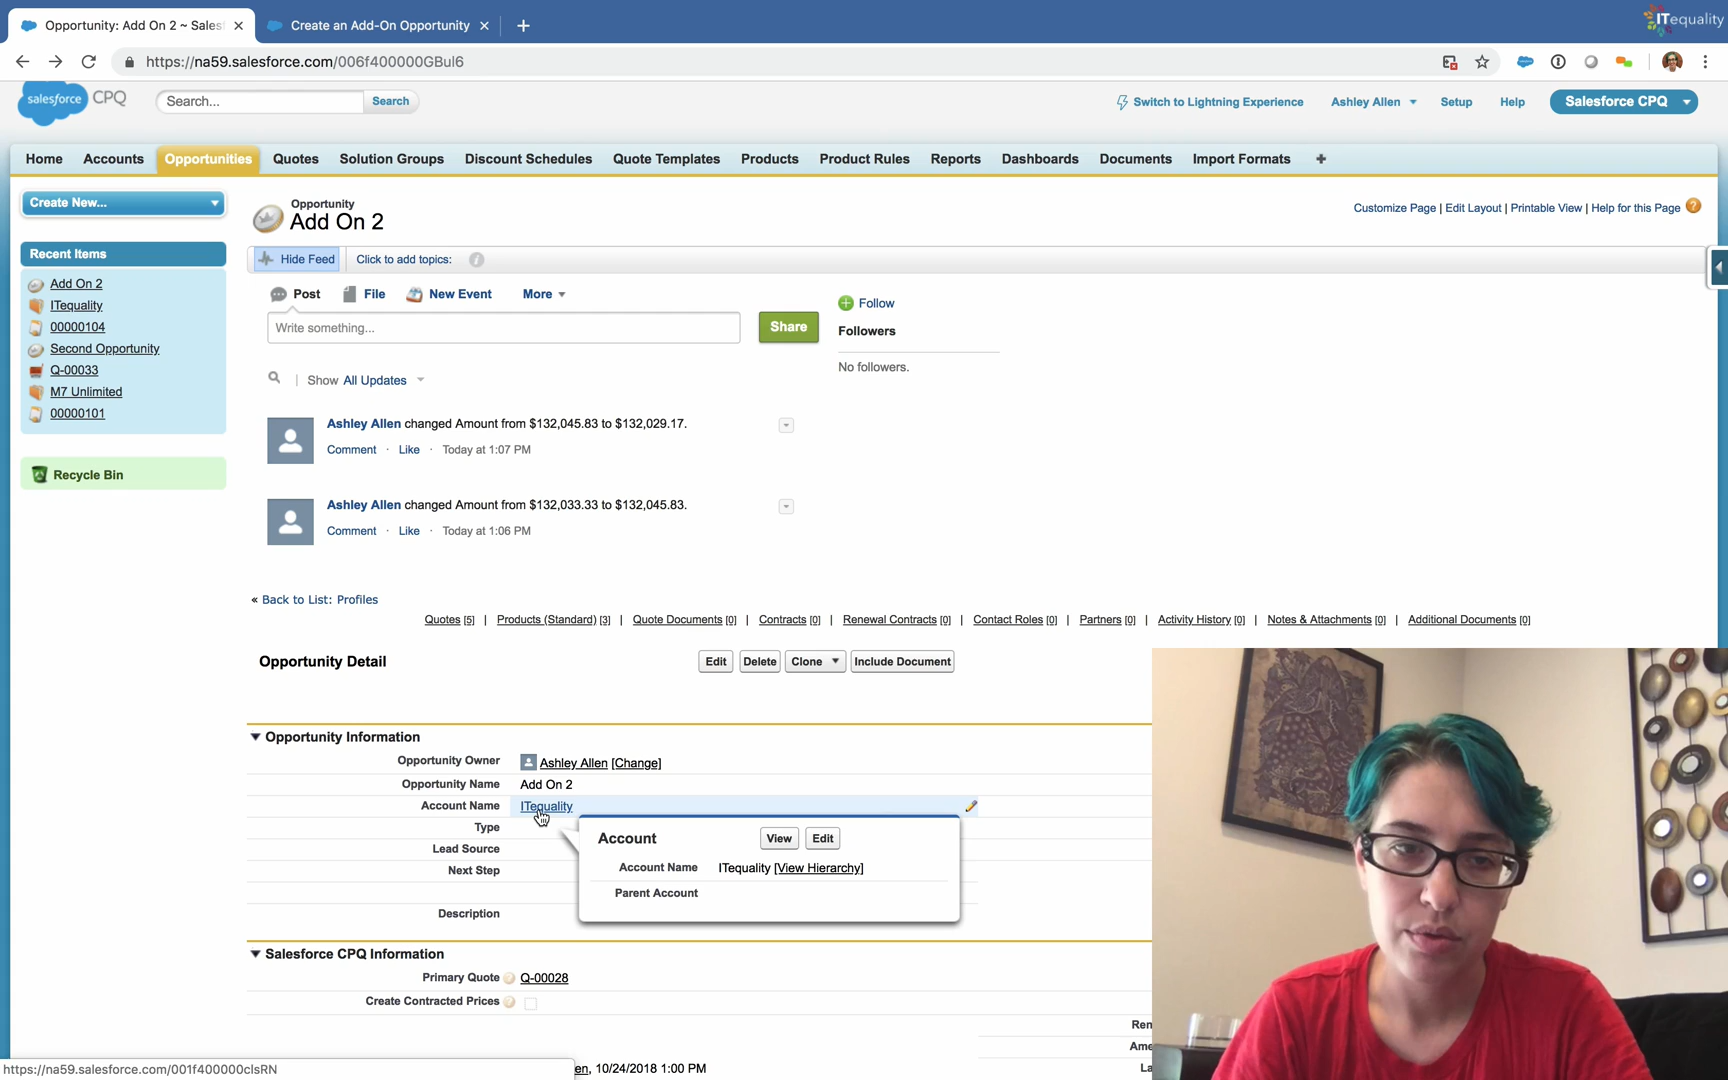 Opportunity: Add On 2 ~ Sales
Create an Add-On Opportunity
ITequality
https://na59.salesforce.com/006f400000GBul6
salesforce CPQ
Search...
Search
Switch to Lightning Experience
Ashley Allen
Setup
Help
Salesforce CPQ
Home
Accounts
Opportunities
Quotes
Solution Groups
Discount Schedules
Quote Templates
Products
Product Rules
Reports
Dashboards
Documents
Import Formats
+
Create New...
Opportunity
Add On 2
Customize Page | Edit Layout | Printable View | Help for this Page
Recent Items
Add On 2
ITequality
00000104
Second Opportunity
Q-00033
M7 Unlimited
00000101
Recycle Bin
Hide Feed
Click to add topics:
Post
File
New Event
More
Write something...
Share
Follow
Followers
No followers.
Show All Updates
Ashley Allen changed Amount from $132,045.83 to $132,029.17.
Comment · Like · Today at 1:07 PM
Ashley Allen changed Amount from $132,033.33 to $132,045.83.
Comment · Like · Today at 1:06 PM
« Back to List: Profiles
Quotes [5] | Products (Standard) [3] | Quote Documents [0] | Contracts [0] | Renewal Contracts [0] | Contact Roles [0] | Partners [0] | Activity History [0] | Notes & Attachments [0] | Additional Documents [0]
Opportunity Detail
Edit
Delete
Clone
Include Document
Opportunity Information
Opportunity Owner Ashley Allen [Change]
Opportunity Name Add On 2
Account Name ITequality
Type
Lead Source
Next Step
Description
Account
View
Edit
Account Name ITequality [View Hierarchy]
Parent Account
Salesforce CPQ Information
Primary Quote Q-00028
Create Contracted Prices
Ren
Ame
La
en, 10/24/2018 1:00 PM
https://na59.salesforce.com/001f400000clsRN